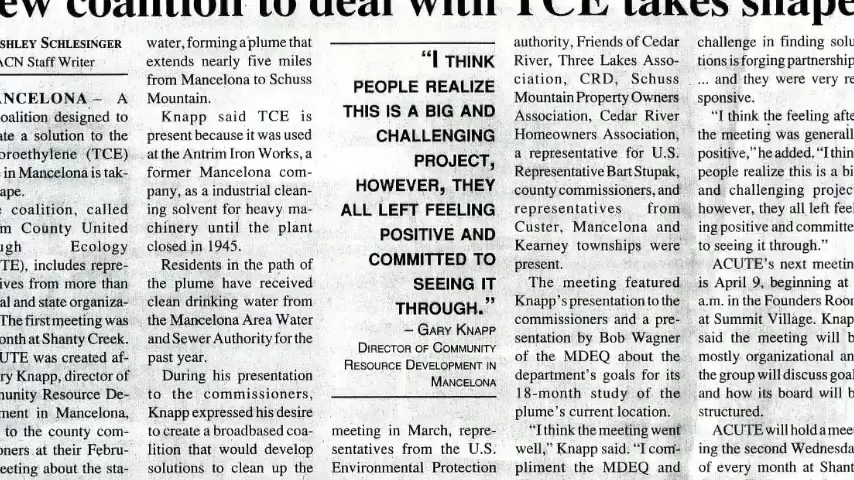 ew coalition to deal with TCE takes shape
SHLEY SCHLESINGER
ACN Staff Writer
ANCELONA – A
oalition designed to
ate a solution to the
oroethylene (TCE)
in Mancelona is tak-
ape.
e coalition, called
m County United
ugh Ecology
TE), includes repre-
ives from more than
al and state organiza-
The first meeting was
onth at Shanty Creek.
UTE was created af-
ry Knapp, director of
munity Resource De-
ment in Mancelona,
to the county com-
oners at their Febru-
eeting about the sta-
water, forming a plume that
extends nearly five miles
from Mancelona to Schuss
Mountain.
Knapp said TCE is
present because it was used
at the Antrim Iron Works, a
former Mancelona com-
pany, as a industrial clean-
ing solvent for heavy ma-
chinery until the plant
closed in 1945.
Residents in the path of
the plume have received
clean drinking water from
the Mancelona Area Water
and Sewer Authority for the
past year.
During his presentation
to the commissioners,
Knapp expressed his desire
to create a broadbased coa-
lition that would develop
solutions to clean up the
"I THINK
PEOPLE REALIZE
THIS IS A BIG AND
CHALLENGING
PROJECT,
HOWEVER, THEY
ALL LEFT FEELING
POSITIVE AND
COMMITTED TO
SEEING IT
THROUGH."
– GARY KNAPP
DIRECTOR OF COMMUNITY
RESOURCE DEVELOPMENT IN
MANCELONA
meeting in March, repre-
sentatives from the U.S.
Environmental Protection
authority, Friends of Cedar
River, Three Lakes Asso-
ciation, CRD, Schuss
Mountain Property Owners
Association, Cedar River
Homeowners Association,
a representative for U.S.
Representative Bart Stupak,
county commissioners, and
representatives from
Custer, Mancelona and
Kearney townships were
present.
The meeting featured
Knapp's presentation to the
commissioners and a pre-
sentation by Bob Wagner
of the MDEQ about the
department's goals for its
18-month study of the
plume's current location.
"I think the meeting went
well," Knapp said. "I com-
pliment the MDEQ and
challenge in finding solu
tions is forging partnership
... and they were very re
sponsive.
"I think the feeling afte
the meeting was generall
positive," he added. "I thin
people realize this is a bi
and challenging projec
however, they all left feel
ing positive and committe
to seeing it through."
ACUTE's next meetin
is April 9, beginning at
a.m. in the Founders Roo
at Summit Village. Knap
said the meeting will b
mostly organizational an
the group will discuss goal
and how its board will b
structured.
ACUTE will hold a mee
ing the second Wednesda
of every month at Shant